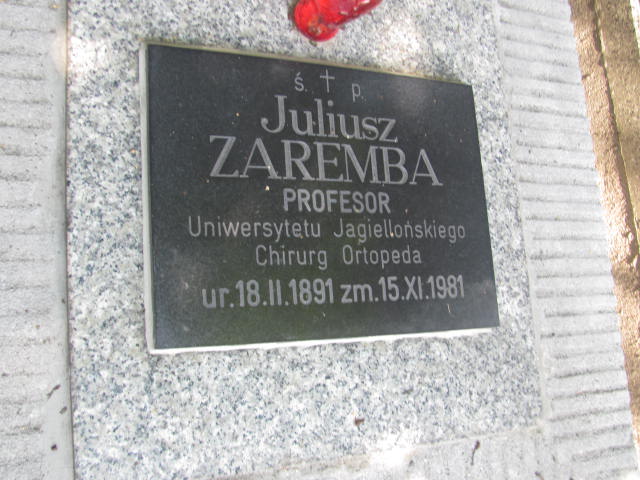 ś. † p.
Juliusz
ZAREMBA
PROFESOR
Uniwersytetu Jagiellońskiego
Chirurg Ortopeda
ur.18.II.1891 zm.15.XI.1981